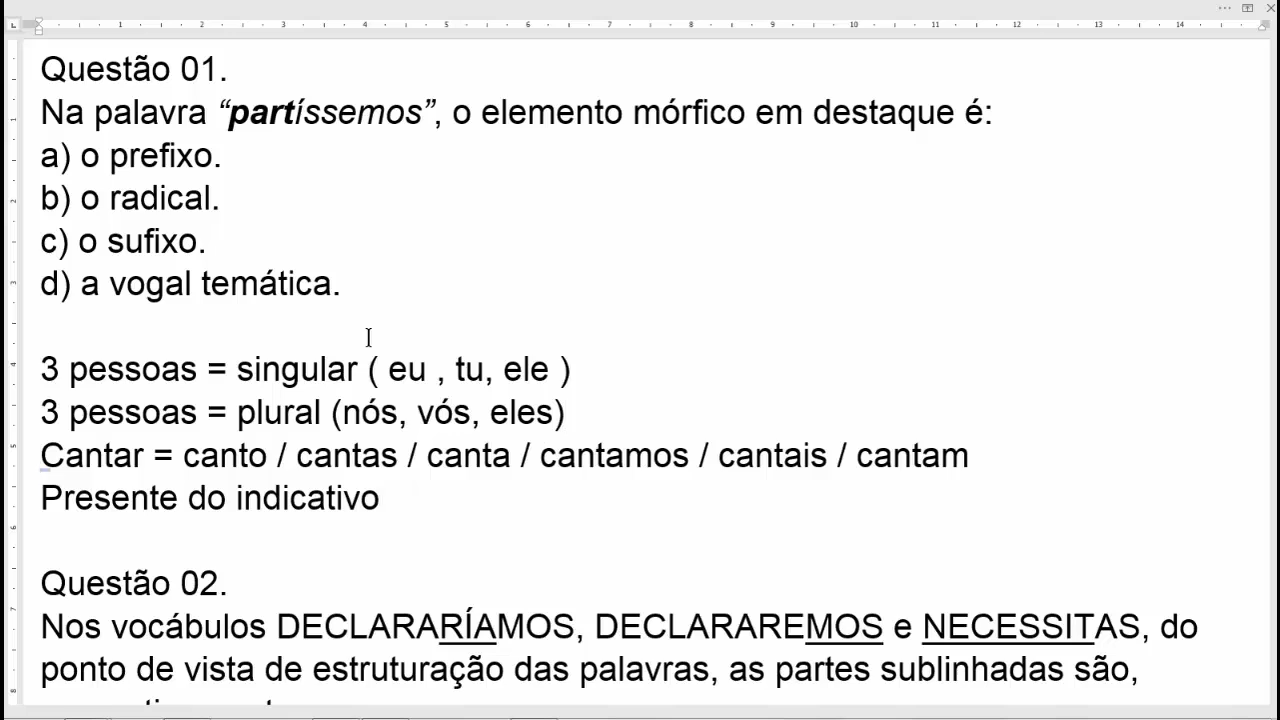 Questão 01.
Na palavra “partíssemos”, o elemento mórfico em destaque é:
a) o prefixo.
b) o radical.
c) o sufixo.
d) a vogal temática.
3 pessoas = singular ( eu , tu, ele )
3 pessoas = plural (nós, vós, eles)
Cantar = canto / cantas / canta / cantamos / cantais / cantam
Presente do indicativo
Questão 02.
Nos vocábulos DECLARARÍAMOS, DECLARAREMOS e NECESSITAS, do
ponto de vista de estruturação das palavras, as partes sublinhadas são,